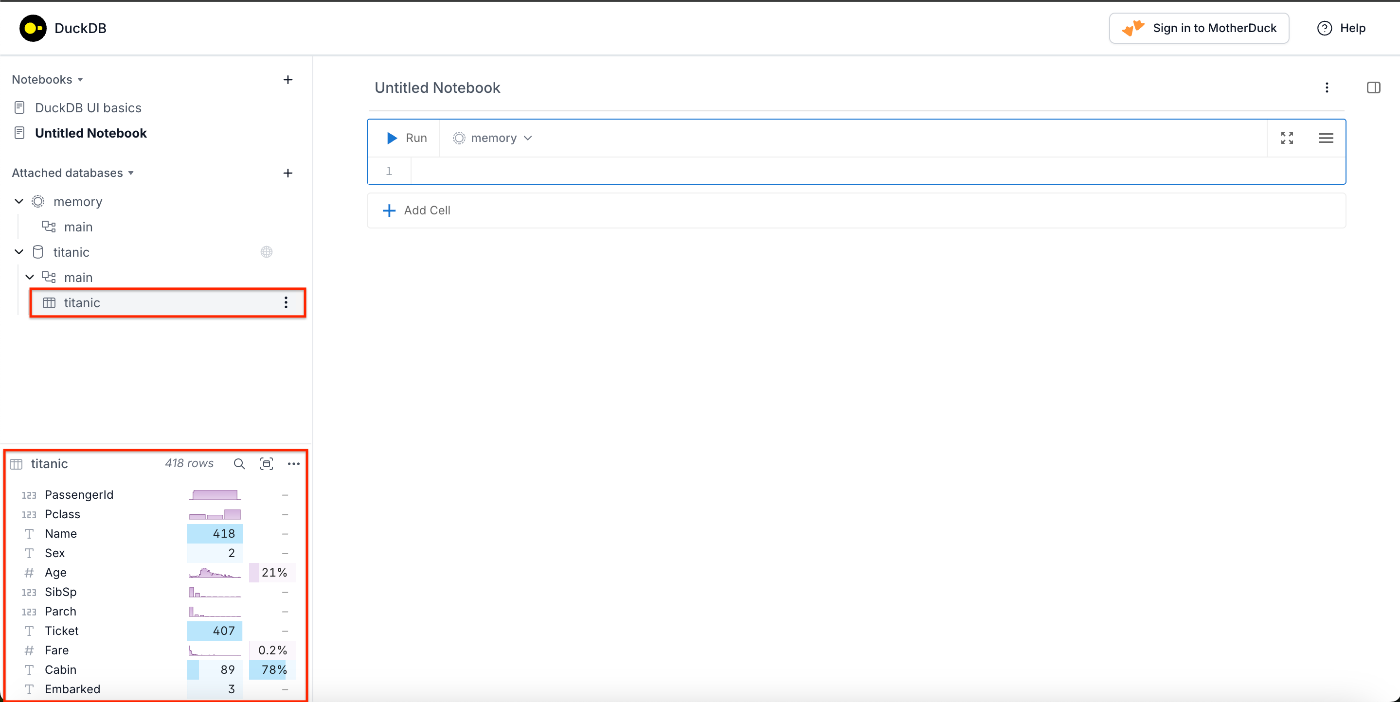 DuckDB
Sign in to MotherDuck
Help
Notebooks
DuckDB UI basics
Untitled Notebook
Attached databases
memory
main
titanic
main
titanic
Untitled Notebook
Run
memory
1
Add Cell
titanic 418 rows
123 PassengerId –
123 Pclass –
T Name 418 –
T Sex 2 –
# Age 21%
123 SibSp –
123 Parch –
T Ticket 407 –
# Fare 0.2%
T Cabin 89 78%
T Embarked 3 –